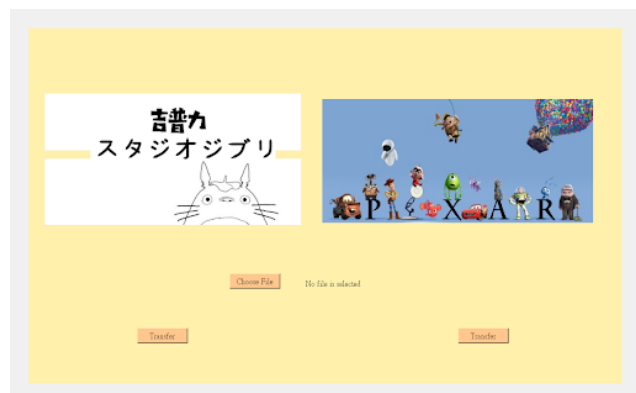 吉普力
スタジオジブリ
PIXAR
Choose File
No file is selected
Transfer
Transfer